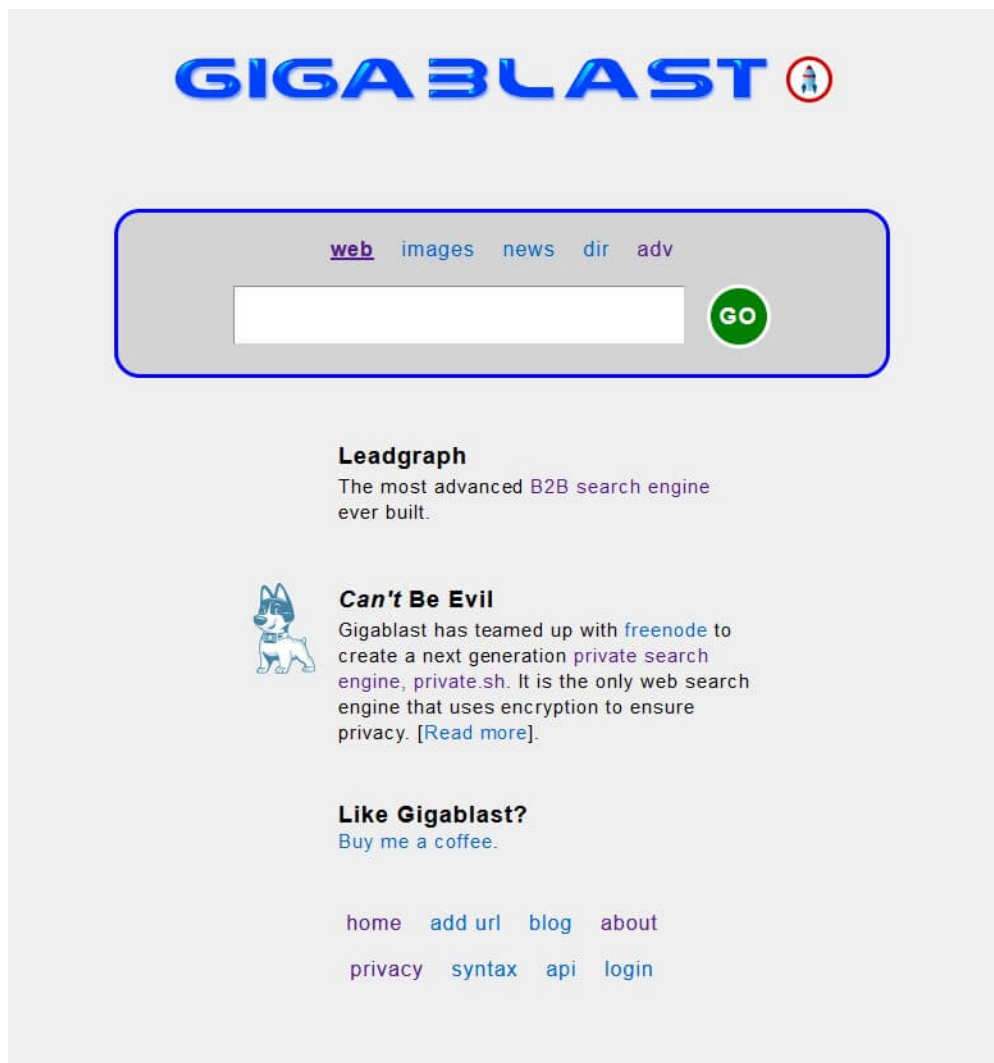 GIGABLAST
web images news dir adv
GO
Leadgraph
The most advanced B2B search engine
ever built.
Can't Be Evil
Gigablast has teamed up with freenode to
create a next generation private search
engine, private.sh. It is the only web search
engine that uses encryption to ensure
privacy. [Read more].
Like Gigablast?
Buy me a coffee.
home add url blog about
privacy syntax api login